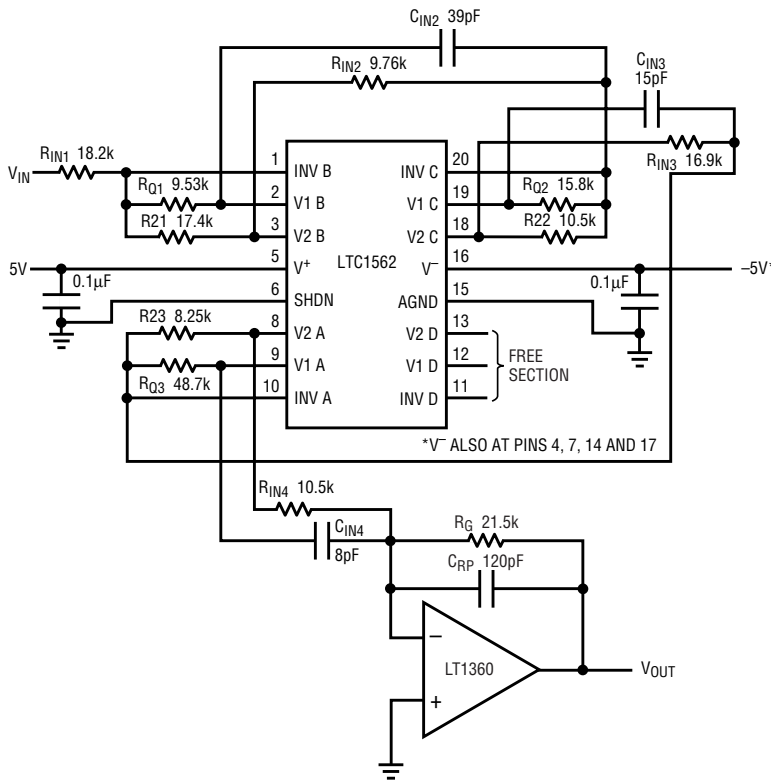 CIN2 39pF
RIN2 9.76k
CIN3
15pF
RIN1 18.2k
VIN
RIN3 16.9k
1 INV B INV C 20
RQ1 9.53k 2 V1 B V1 C 19 RQ2 15.8k
R21 17.4k 3 V2 B V2 C 18 R22 10.5k
LTC1562
5V 5 V+ V– 16 –5V*
0.1µF 6 SHDN AGND 15 0.1µF
R23 8.25k 8 V2 A V2 D 13
RQ3 48.7k 9 V1 A V1 D 12
10 INV A INV D 11
FREE
SECTION
*V– ALSO AT PINS 4, 7, 14 AND 17
RIN4 10.5k
CIN4
8pF
RG 21.5k
CRP 120pF
–
LT1360
+
VOUT